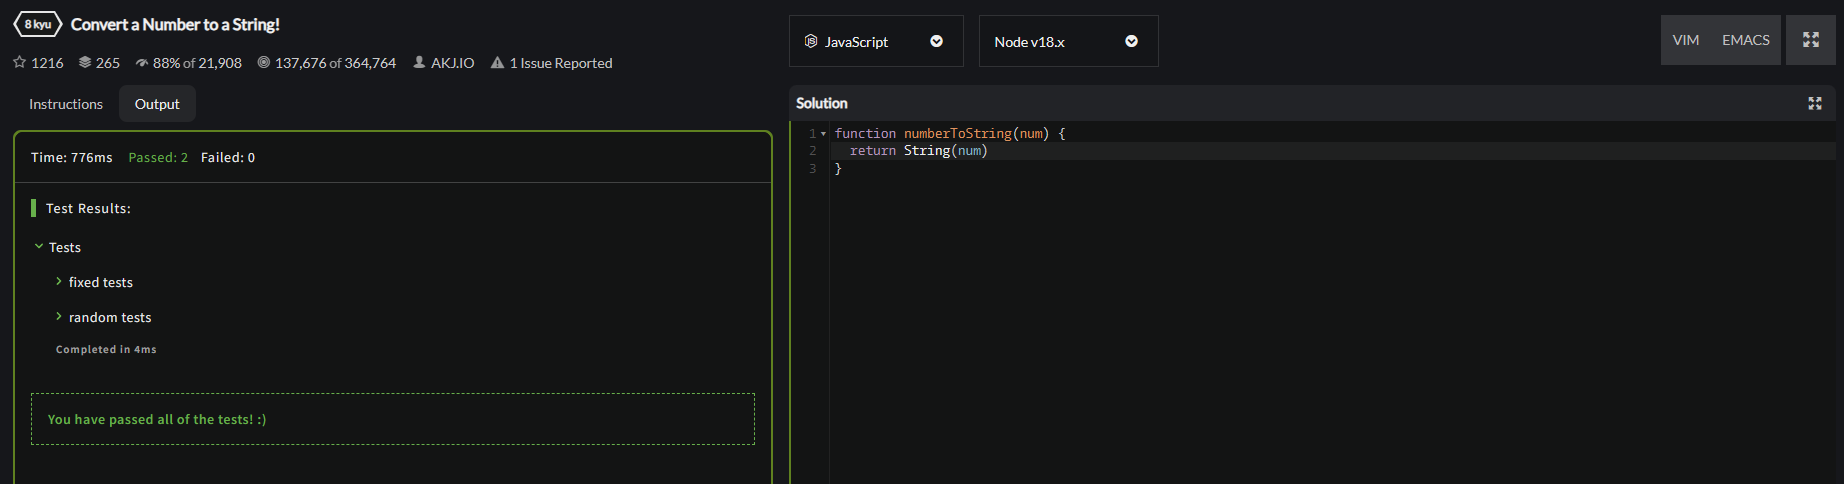 8 kyu Convert a Number to a String!
1216 265 88% of 21,908 137,676 of 364,764 AKJ.IO 1 Issue Reported
Instructions Output
Time: 776ms Passed: 2 Failed: 0
Test Results:
Tests
fixed tests
random tests
Completed in 4ms
You have passed all of the tests! :)
JS JavaScript Node v18.x VIM EMACS
Solution
1 function numberToString(num) {
2 return String(num)
3 }